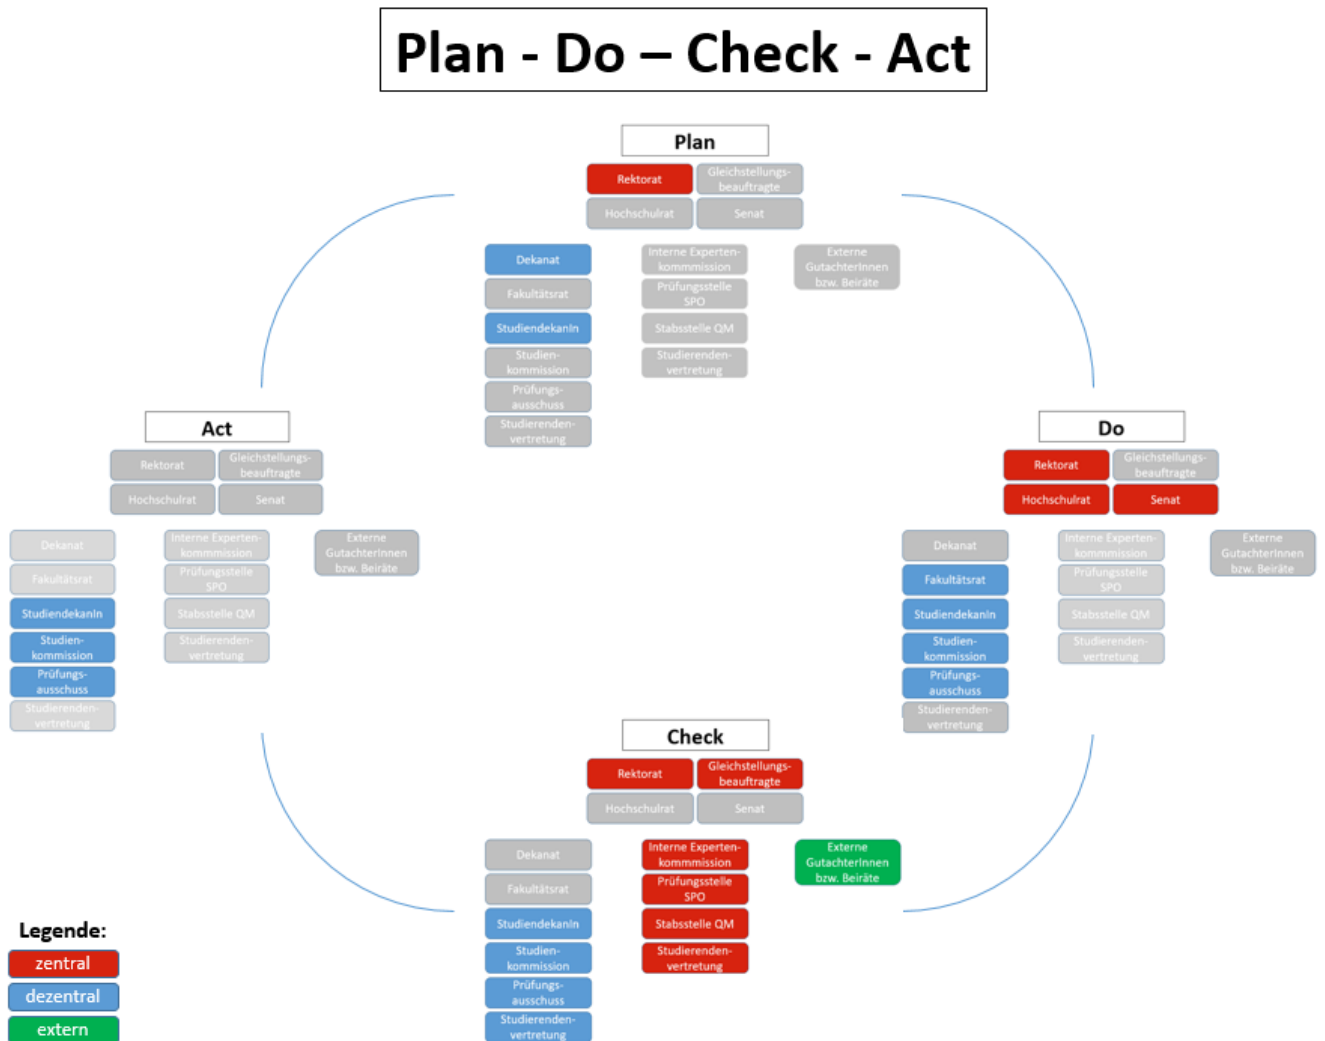 Plan - Do – Check - Act
Plan
Rektorat
Gleichstellungs-
beauftragte
Hochschulrat
Senat
Dekanat
Fakultätsrat
StudiendekanIn
Studien-
kommission
Prüfungs-
ausschuss
Studierenden-
vertretung
Interne Experten-
kommmission
Prüfungsstelle
SPO
Stabsstelle QM
Studierenden-
vertretung
Externe
GutachterInnen
bzw. Beiräte
Act
Rektorat
Gleichstellungs-
beauftragte
Hochschulrat
Senat
Dekanat
Fakultätsrat
StudiendekanIn
Studien-
kommission
Prüfungs-
ausschuss
Studierenden-
vertretung
Interne Experten-
kommmission
Prüfungsstelle
SPO
Stabsstelle QM
Studierenden-
vertretung
Externe
GutachterInnen
bzw. Beiräte
Do
Rektorat
Gleichstellungs-
beauftragte
Hochschulrat
Senat
Dekanat
Fakultätsrat
StudiendekanIn
Studien-
kommission
Prüfungs-
ausschuss
Studierenden-
vertretung
Interne Experten-
kommmission
Prüfungsstelle
SPO
Stabsstelle QM
Studierenden-
vertretung
Externe
GutachterInnen
bzw. Beiräte
Check
Rektorat
Gleichstellungs-
beauftragte
Hochschulrat
Senat
Dekanat
Fakultätsrat
StudiendekanIn
Studien-
kommission
Prüfungs-
ausschuss
Studierenden-
vertretung
Interne Experten-
kommmission
Prüfungsstelle
SPO
Stabsstelle QM
Studierenden-
vertretung
Externe
GutachterInnen
bzw. Beiräte
Legende:
zentral
dezentral
extern